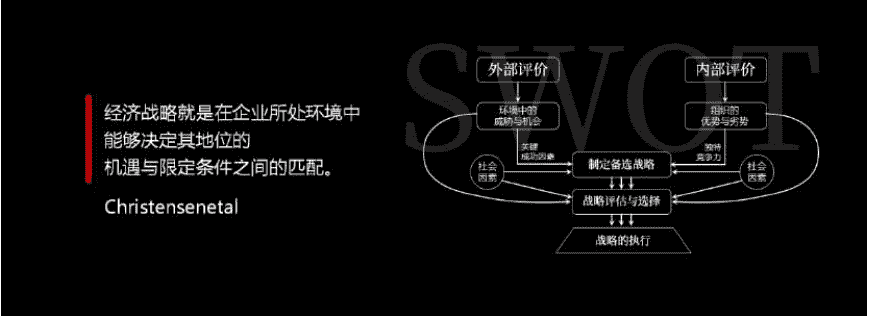 SWOT
经济战略就是在企业所处环境中
能够决定其地位的
机遇与限定条件之间的匹配。
Christensenetal
外部评价
内部评价
环境中的
威胁与机会
组织的
优势与劣势
关键
成功因素
独特
竞争力
社会
因素
制定备选战略
社会
因素
战略评估与选择
战略的执行